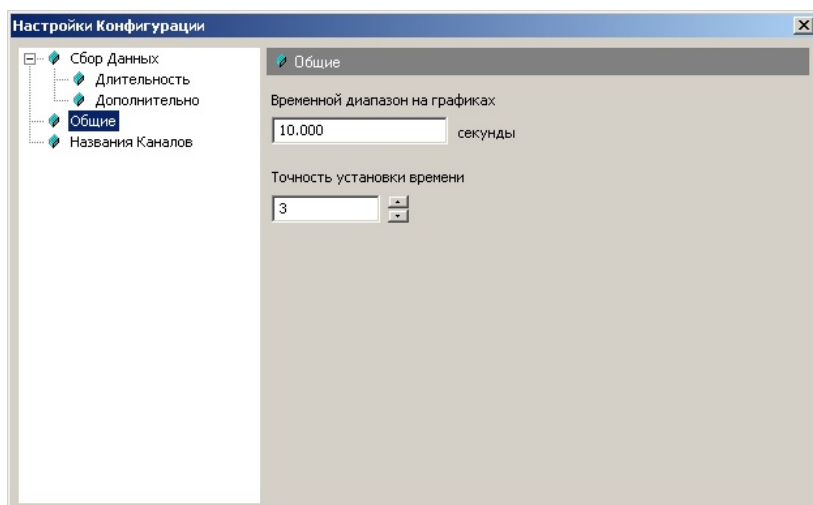 Настройки Конфигурации
Сбор Данных
Длительность
Дополнительно
Общие
Названия Каналов
Общие
Временной диапазон на графиках
10.000 секунды
Точность установки времени
3